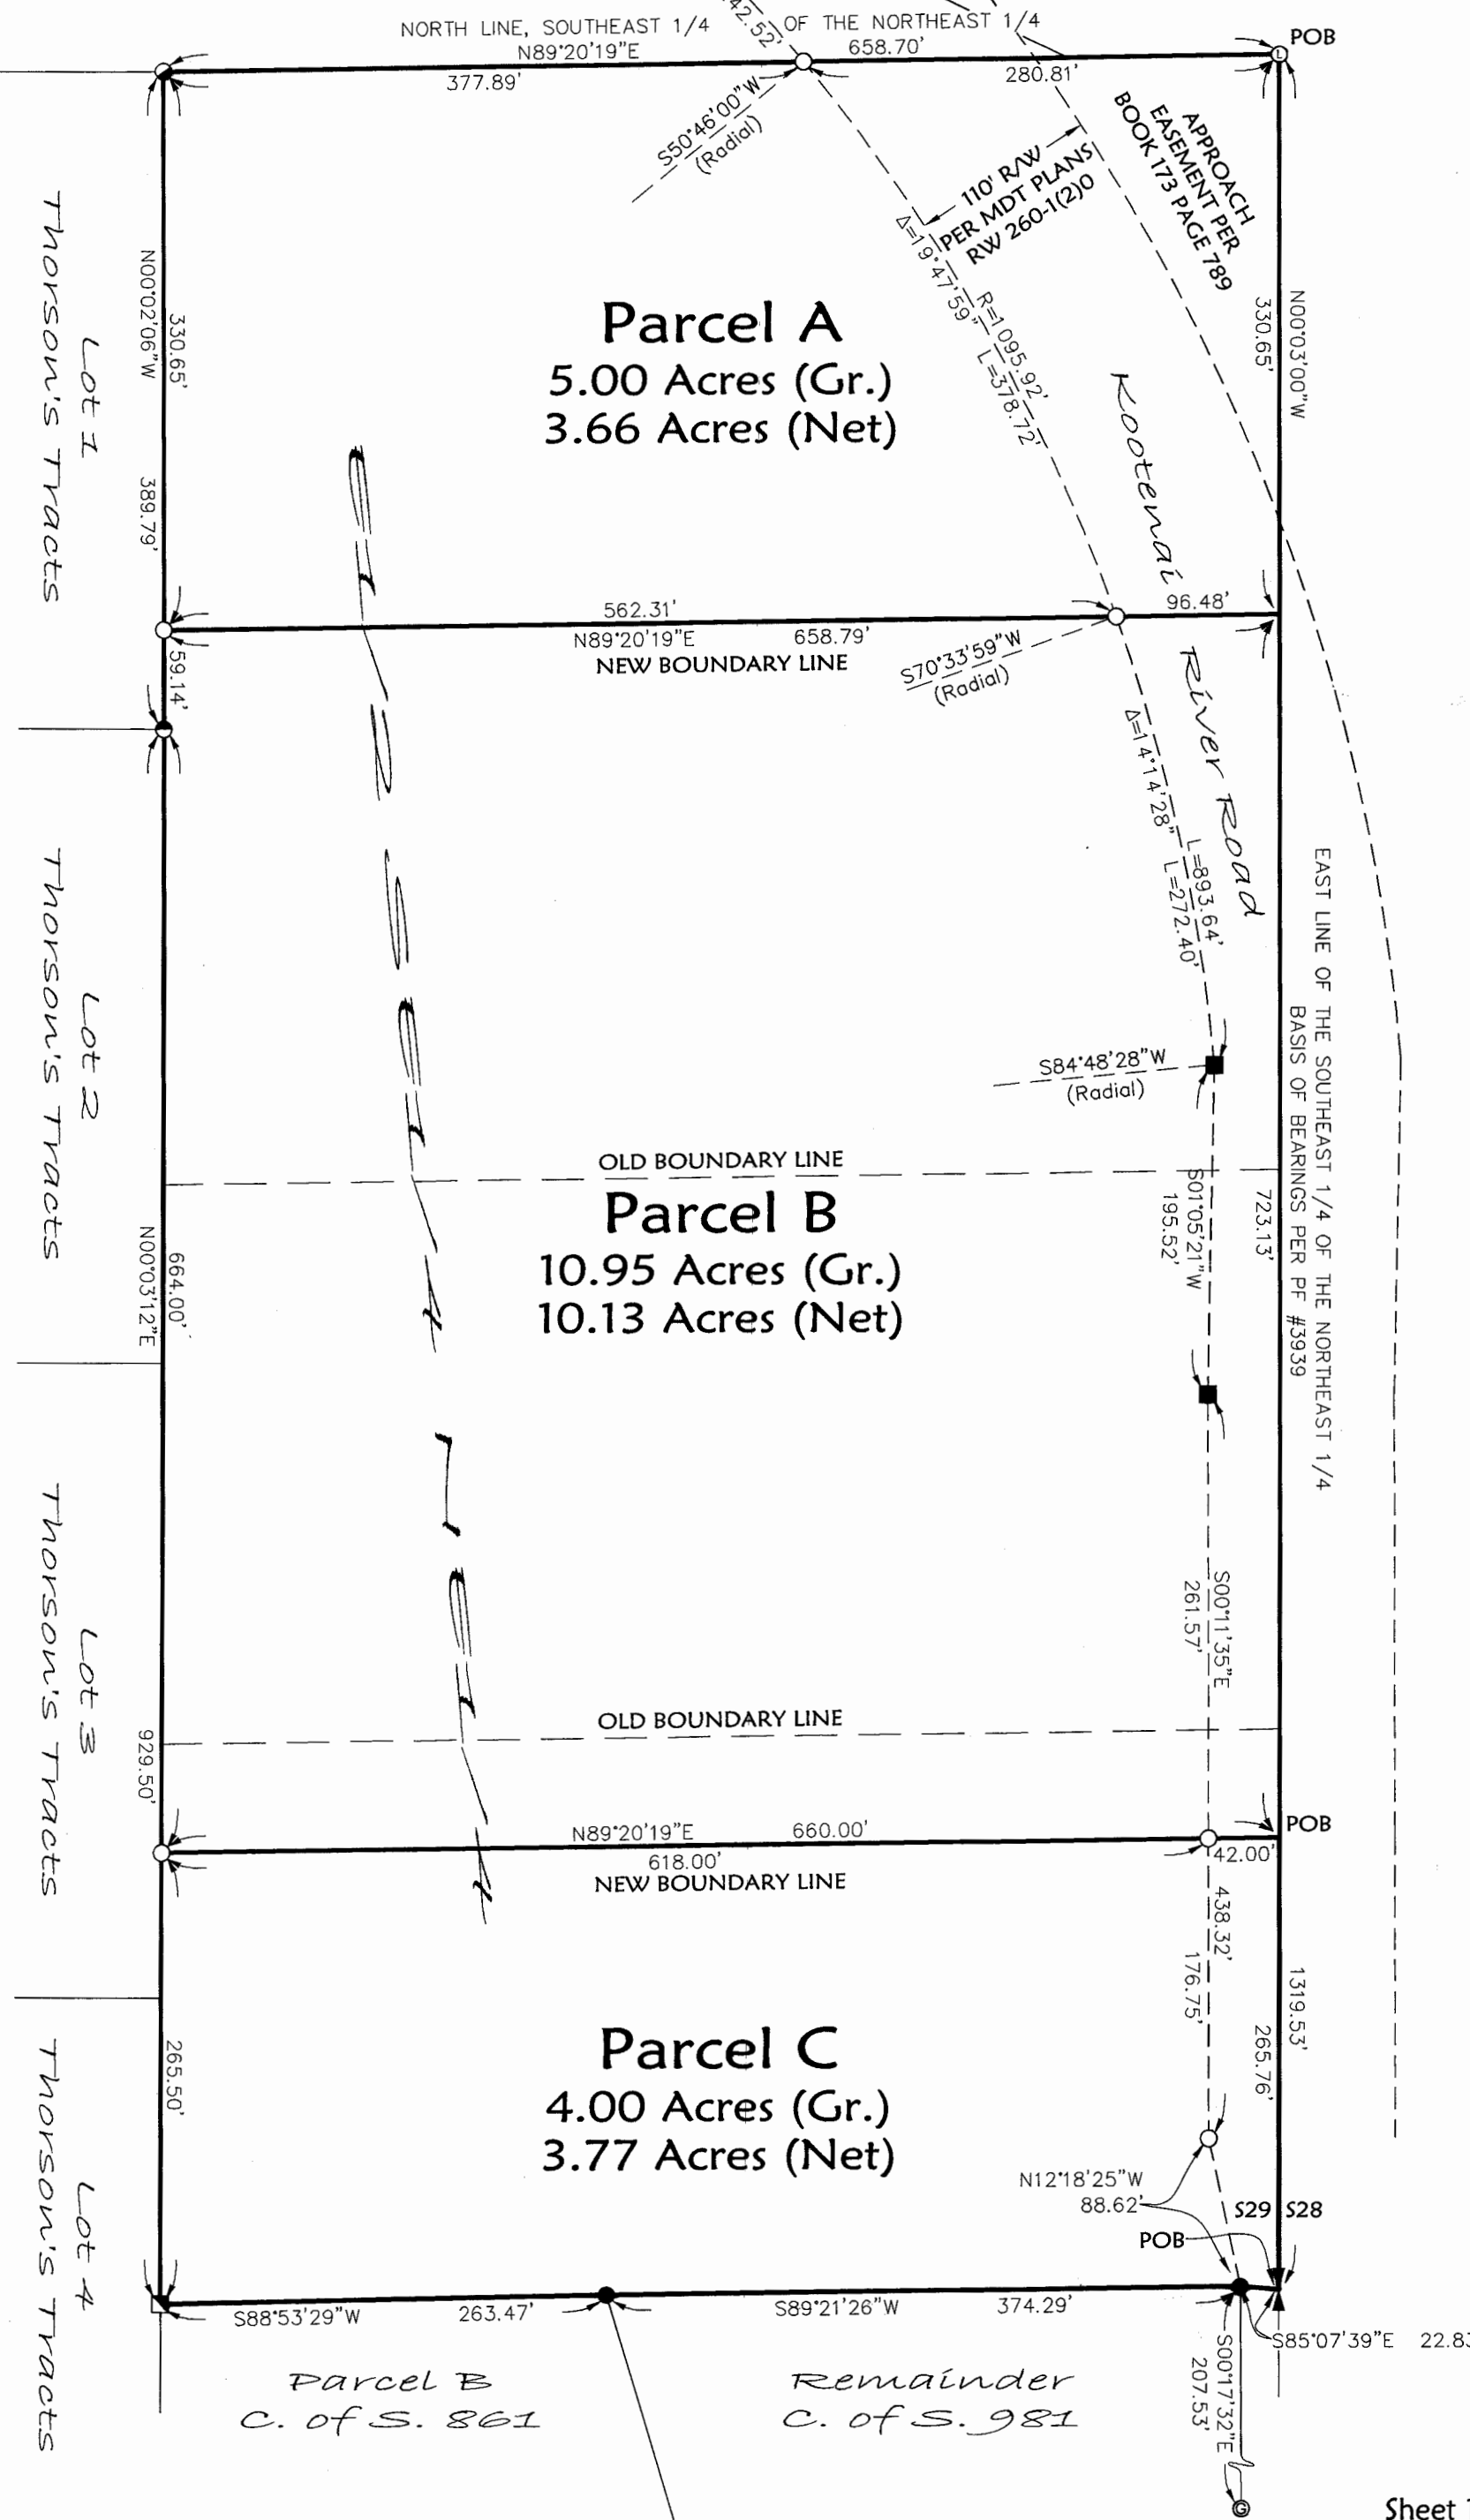 42.52'
NORTH LINE, SOUTHEAST 1/4 OF THE NORTHEAST 1/4
N89°20'19"E 658.70'
POB
377.89'
280.81'
S50°46'00"W
(Radial)
110' R/W
PER MDT PLANS
RW 260-1(2)0
APPROACH
EASEMENT PER
BOOK 173 PAGE 789
Δ=19°47'59"
R=1095.92'
L=378.72'
Lot 1
Thorson's Tracts
N00°02'06"W
330.65'
389.79'
Parcel A
5.00 Acres (Gr.)
3.66 Acres (Net)
N00°03'00"W
330.65'
Kootenai River Road
562.31'
96.48'
N89°20'19"E 658.79'
NEW BOUNDARY LINE
S70°33'59"W
(Radial)
59.14'
Δ=14°14'28"
L=893.64'
L=272.40'
Lot 2
Thorson's Tracts
EAST LINE OF THE SOUTHEAST 1/4 OF THE NORTHEAST 1/4
BASIS OF BEARINGS PER PF #3939
S84°48'28"W
(Radial)
OLD BOUNDARY LINE
Parcel B
10.95 Acres (Gr.)
10.13 Acres (Net)
S01°05'21"W
195.52'
723.13'
664.00'
N00°03'12"E
Lot 3
Thorson's Tracts
S00°11'35"E
261.57'
OLD BOUNDARY LINE
929.50'
N89°20'19"E 660.00'
POB
618.00'
42.00'
NEW BOUNDARY LINE
438.32'
176.75'
1319.53'
265.76'
265.50'
Parcel C
4.00 Acres (Gr.)
3.77 Acres (Net)
Lot 4
Thorson's Tracts
N12°18'25"W
88.62'
S29 S28
POB
S88°53'29"W 263.47'
S89°21'26"W 374.29'
S85°07'39"E 22.83
S00°17'32"E
207.53'
Parcel B
C. of S. 861
Remainder
C. of S. 981
G
Sheet